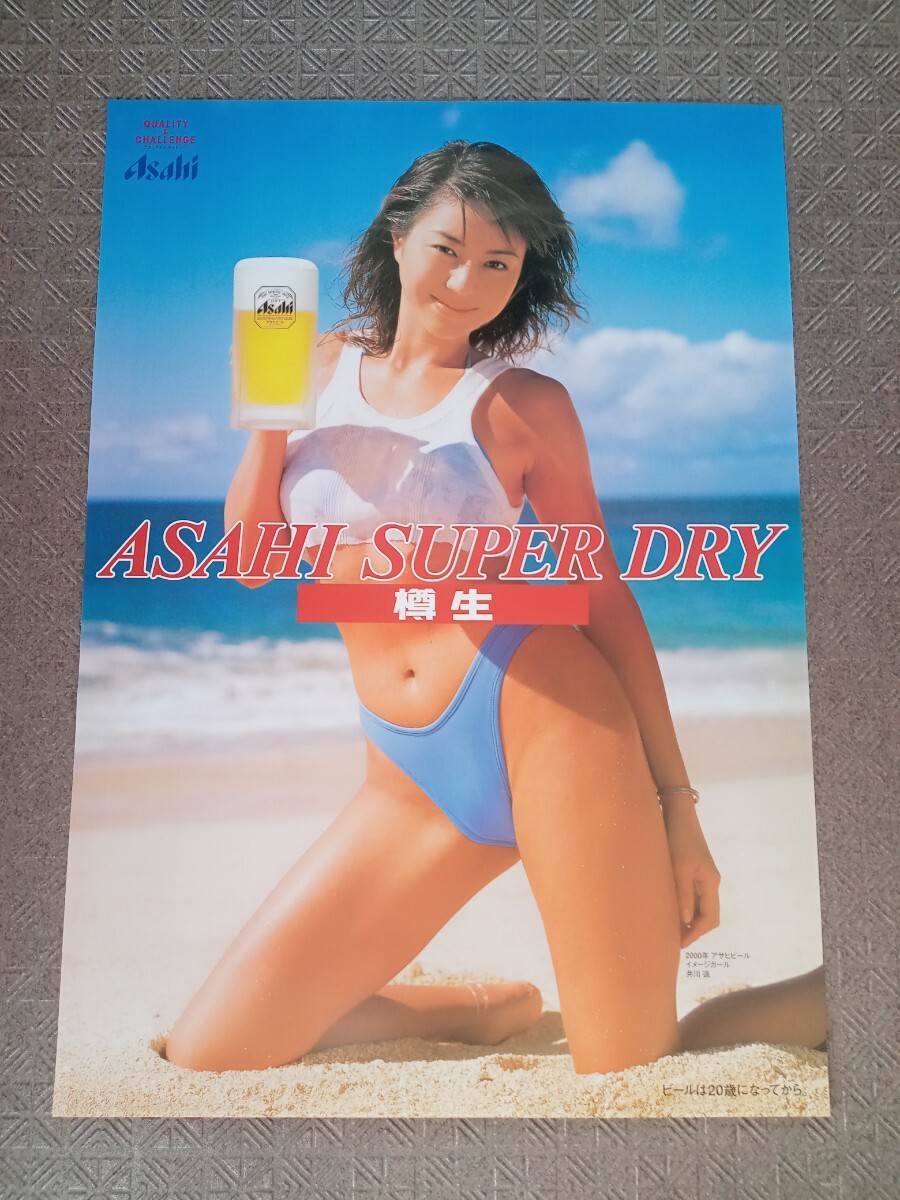 QUALITY
&
CHALLENGE
Asahi
Asahi
ASAHI SUPER DRY
樽生
2000年 アサヒビール
イメージガール
井川 遥
ビールは20歳になってから。